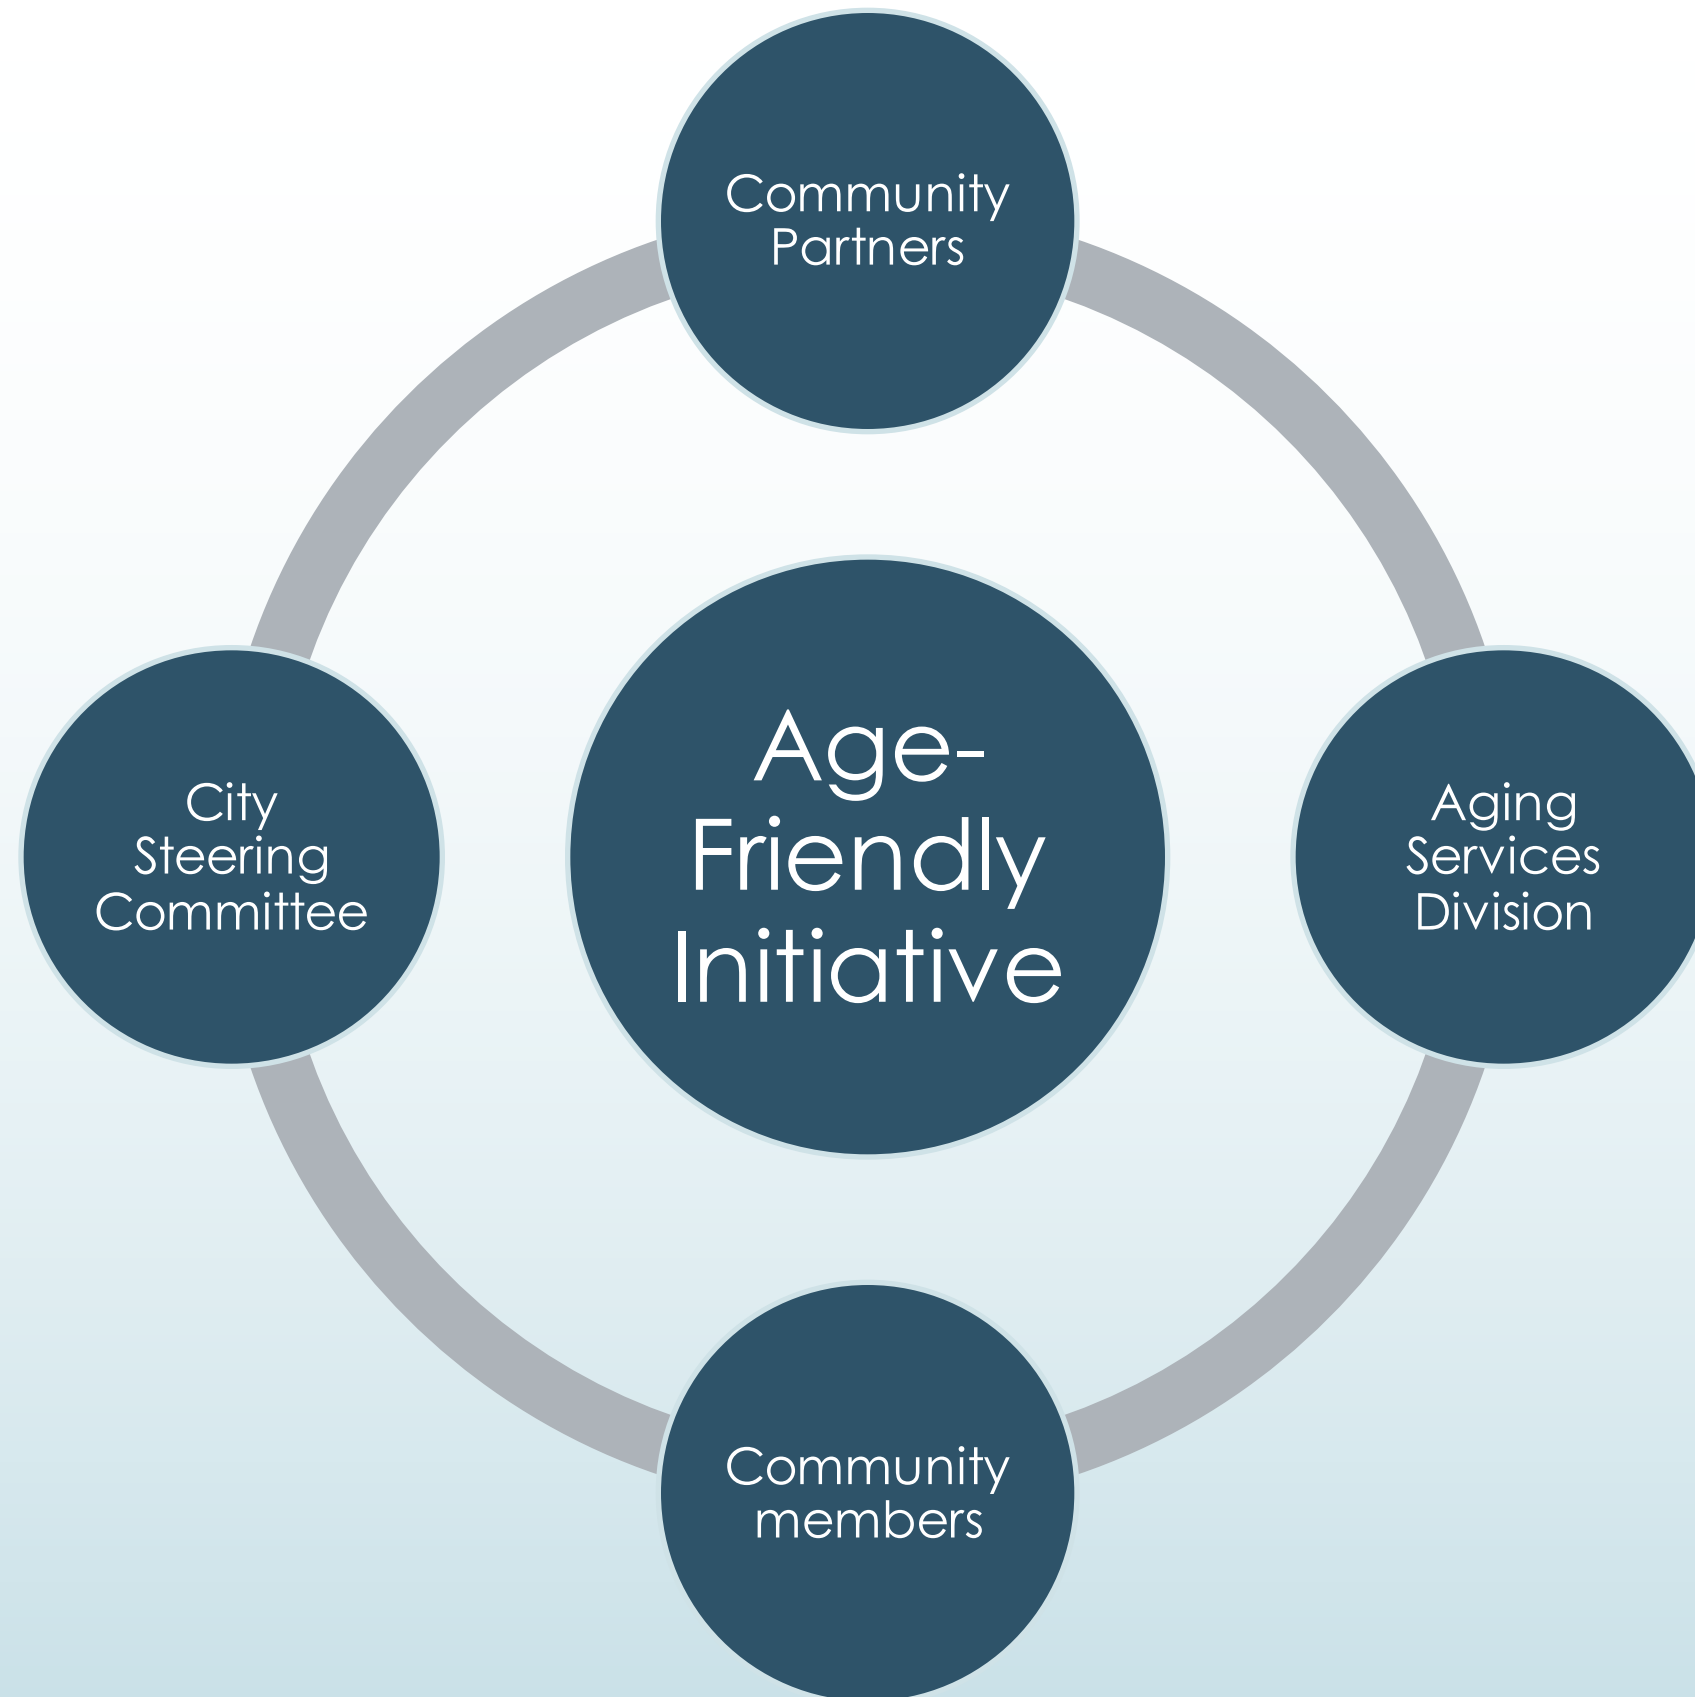 Community
Partners
City
Steering
Committee
Age-
Friendly
Initiative
Aging
Services
Division
Community
members